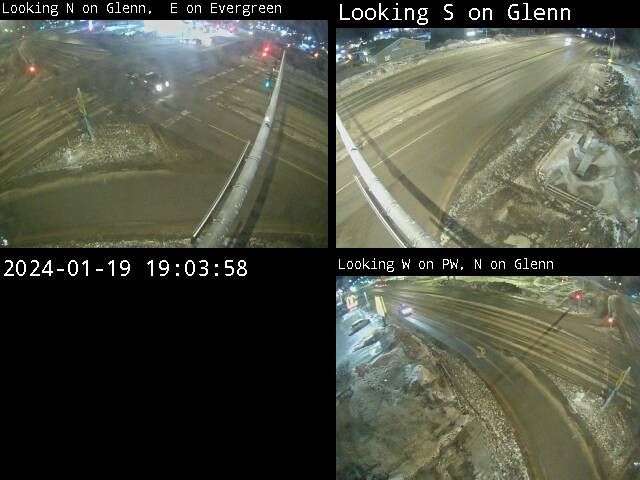 Looking N on Glenn,  E on Evergreen
Looking S on Glenn
2024-01-19 19:03:58
Looking W on PW, N on Glenn